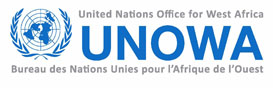 United Nations Office for West Africa
UNOWA
Bureau des Nations Unies pour l'Afrique de l'Ouest